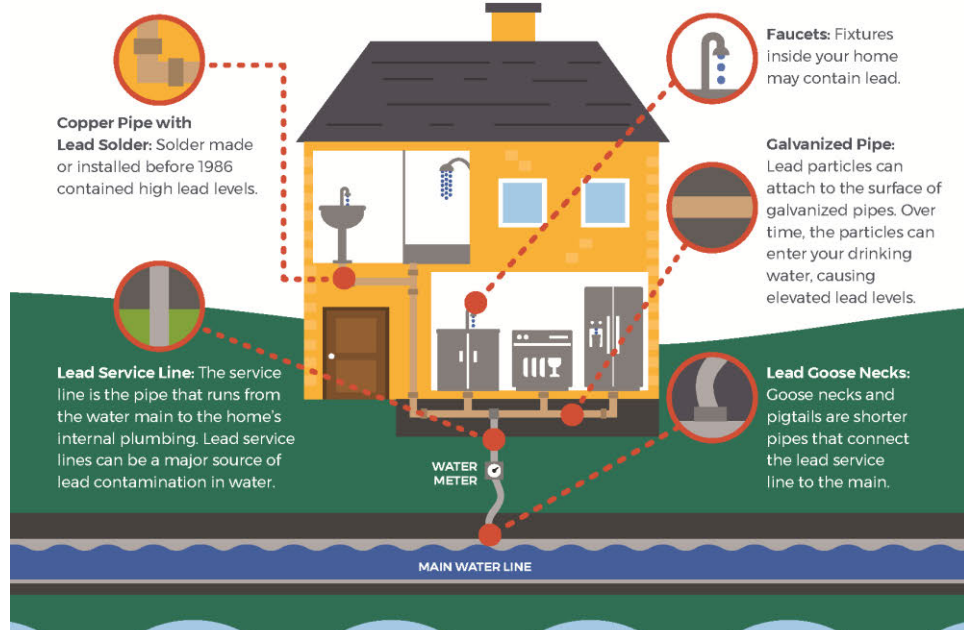 Copper Pipe with
Lead Solder: Solder made
or installed before 1986
contained high lead levels.
Faucets: Fixtures
inside your home
may contain lead.
Galvanized Pipe:
Lead particles can
attach to the surface of
galvanized pipes. Over
time, the particles can
enter your drinking
water, causing
elevated lead levels.
Lead Service Line: The service
line is the pipe that runs from
the water main to the home's
internal plumbing. Lead service
lines can be a major source of
lead contamination in water.
Lead Goose Necks:
Goose necks and
pigtails are shorter
pipes that connect
the lead service
line to the main.
WATER
METER
MAIN WATER LINE